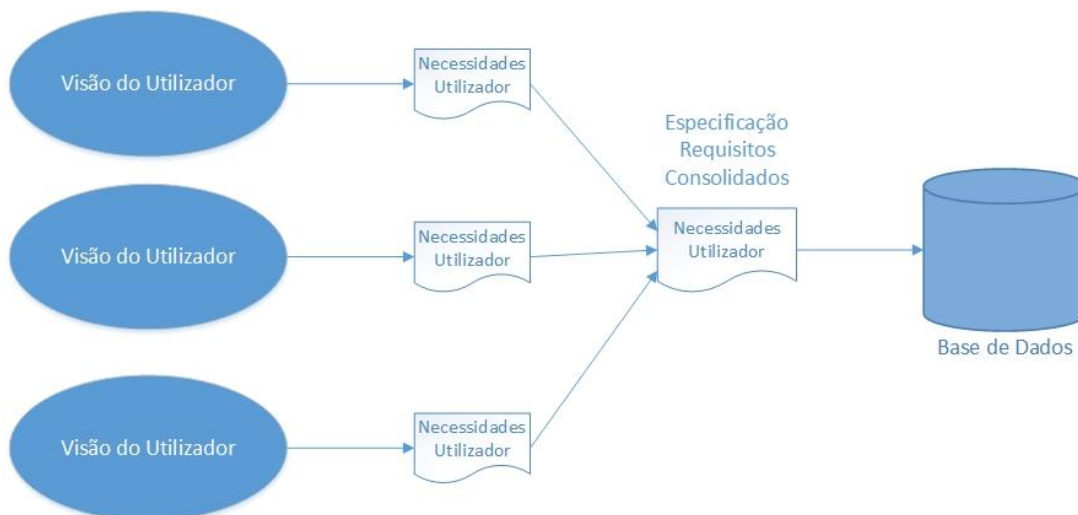 Visão do Utilizador
Necessidades
Utilizador
Especificação
Requisitos
Consolidados
Visão do Utilizador
Necessidades
Utilizador
Necessidades
Utilizador
Base de Dados
Visão do Utilizador
Necessidades
Utilizador